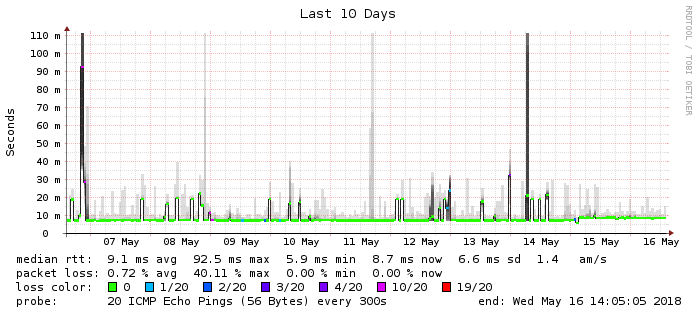 Last 10 Days
RRDTOOL / TOBI OETIKER
Seconds
110 m
100 m
90 m
80 m
70 m
60 m
50 m
40 m
30 m
20 m
10 m
0
07 May 08 May 09 May 10 May 11 May 12 May 13 May 14 May 15 May 16 May
median rtt: 9.1 ms avg 92.5 ms max 5.9 ms min 8.7 ms now 6.6 ms sd 1.4 am/s
packet loss: 0.72 % avg 40.11 % max 0.00 % min 0.00 % now
loss color: 0 1/20 2/20 3/20 4/20 10/20 19/20
probe: 20 ICMP Echo Pings (56 Bytes) every 300s end: Wed May 16 14:05:05 2018